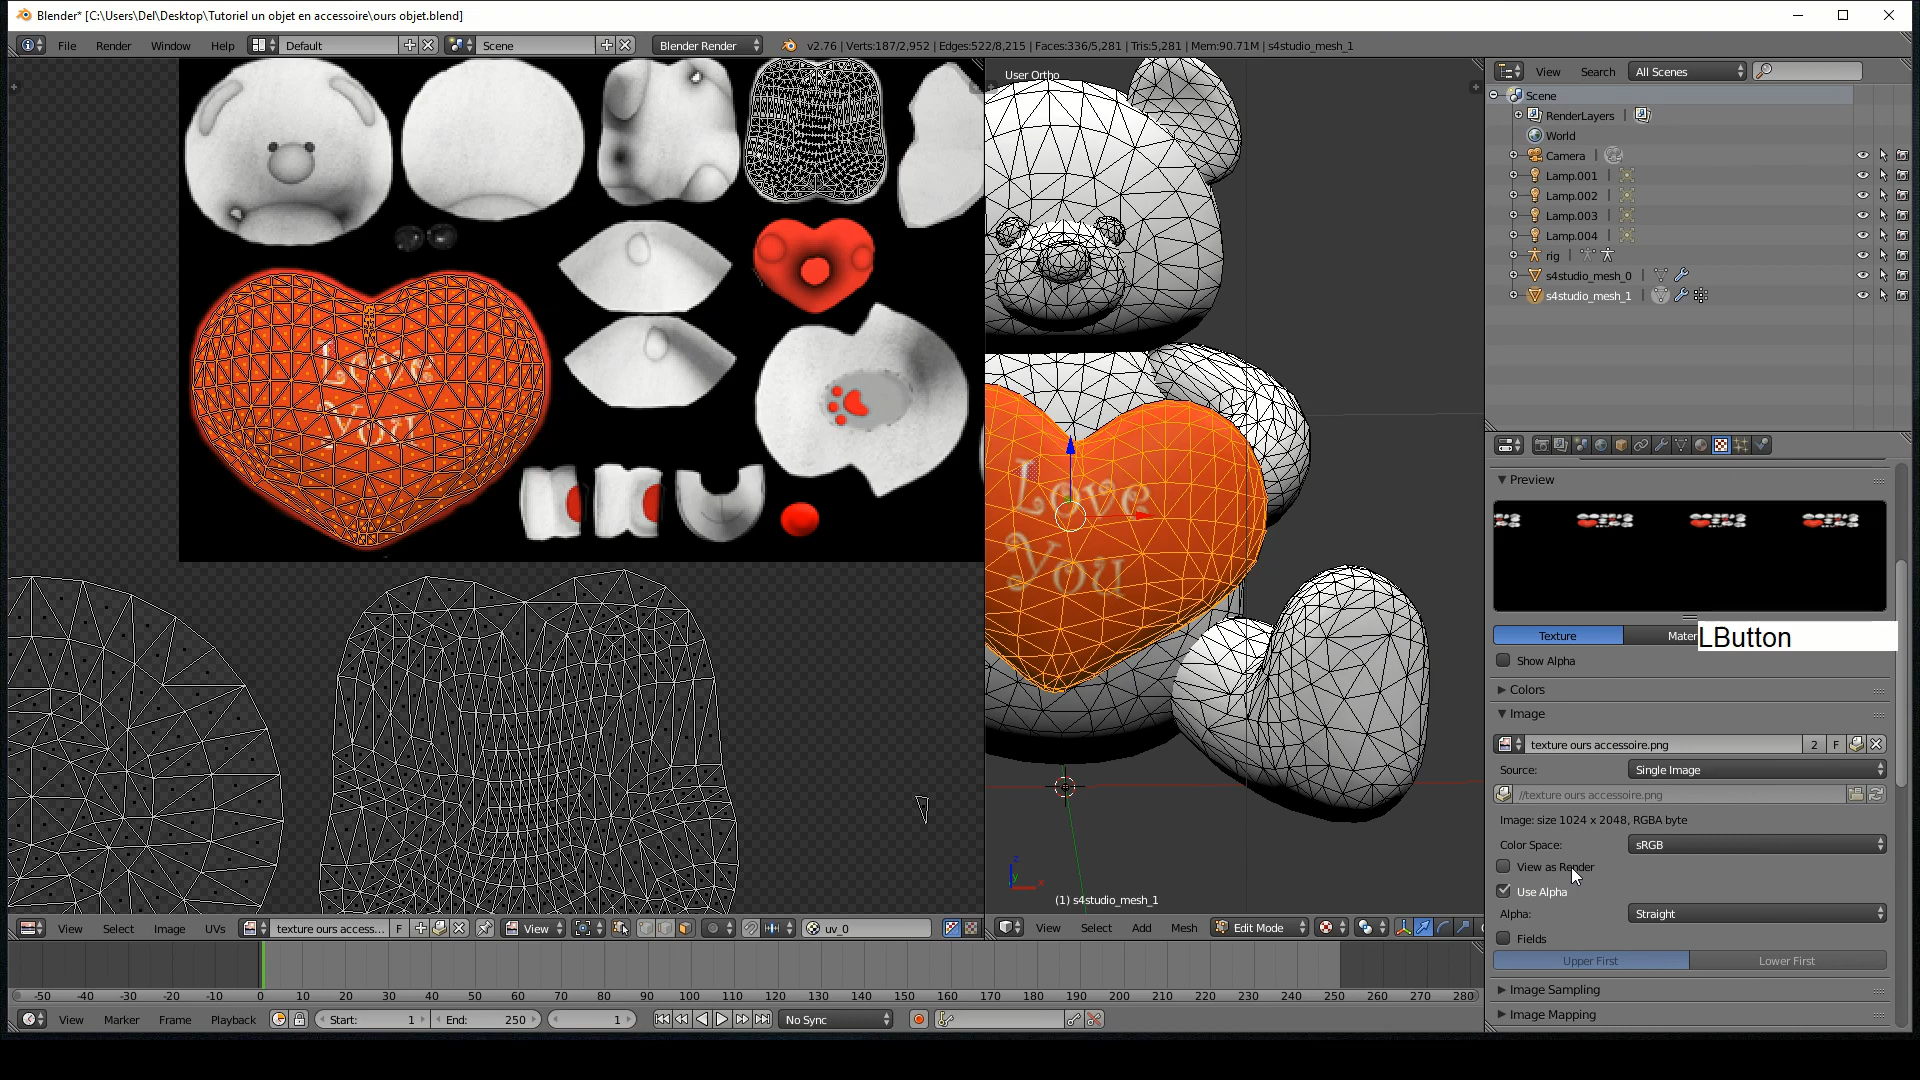 Blender* [C:\Users\Del\Desktop\Tutoriel un objet en accessoire\ours objet.blend]
File Render Window Help Default Scene Blender Render v2.76 | Verts:187/2,952 | Edges:522/8,215 | Faces:336/5,281 | Tris:5,281 | Mem:90.71M | s4studio_mesh_1
View Search All Scenes
User Ortho
Scene
RenderLayers
World
Camera
Lamp.001
Lamp.002
Lamp.003
Lamp.004
rig
s4studio_mesh_0
s4studio_mesh_1
Love
You
Love
You
Preview
Texture Mater
LButton
Show Alpha
Colors
Image
texture ours accessoire.png 2 F
Source: Single Image
//texture ours accessoire.png
Image: size 1024 x 2048, RGBA byte
Color Space: sRGB
View as Render
Use Alpha
Alpha: Straight
Fields
Upper First Lower First
Image Sampling
Image Mapping
z
y
x
(1) s4studio_mesh_1
View Select Image UVs texture ours access... F View uv_0
View Select Add Mesh Edit Mode
-50 -40 -30 -20 -10 0 10 20 30 40 50 60 70 80 90 100 110 120 130 140 150 160 170 180 190 200 210 220 230 240 250 260 270 280
View Marker Frame Playback Start: 1 End: 250 1 No Sync